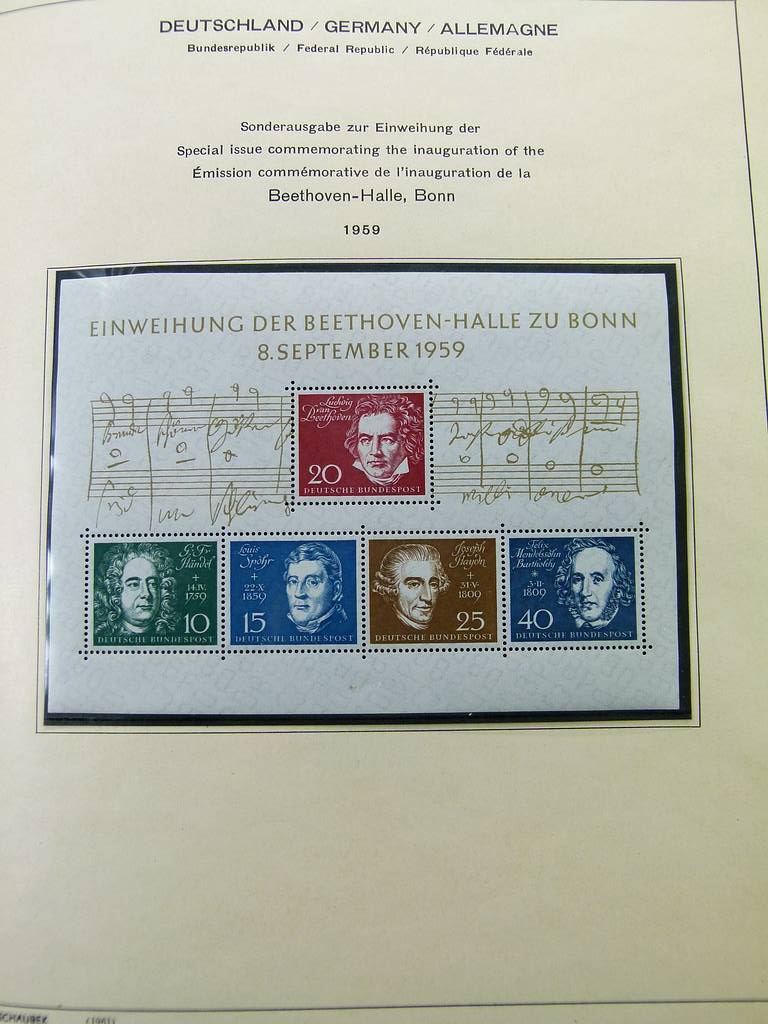 DEUTSCHLAND / GERMANY / ALLEMAGNE
Bundesrepublik / Federal Republic / République Fédérale
Sonderausgabe zur Einweihung der
Special issue commemorating the inauguration of the
Émission commémorative de l'inauguration de la
Beethoven-Halle, Bonn
1959
EINWEIHUNG DER BEETHOVEN-HALLE ZU BONN
8. SEPTEMBER 1959
Ludwig
van
Beethoven
20
DEUTSCHE BUNDESPOST
G. Fr.
Händel
+
14·IV·
1759
10
DEUTSCHE BUNDESPOST
Louis
Spohr
+
22·X·
1859
15
DEUTSCHE BUNDESPOST
Joseph
Haydn
+
31·V·
1809
25
DEUTSCHE BUNDESPOST
Felix
Mendelssohn
Bartholdy
*
3·II·
1809
40
DEUTSCHE BUNDESPOST
SCHAUBEK (1961)